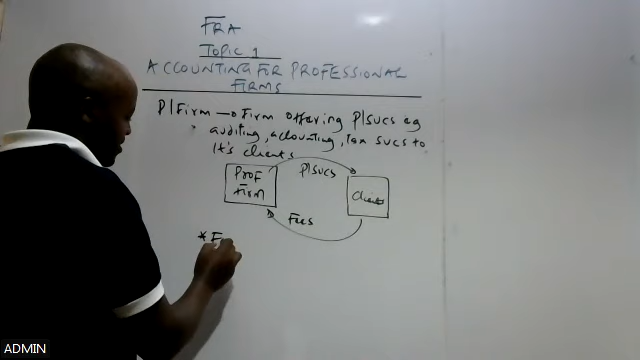 FRA
TOPIC 1
ACCOUNTING FOR PROFESSIONAL
FIRMS
P|Firm → Firm offering P|svcs eg
auditing, accounting, Tax svcs to
it's clients
PROF
FIRM
P|svcs
Clients
Fees
* F
ADMIN